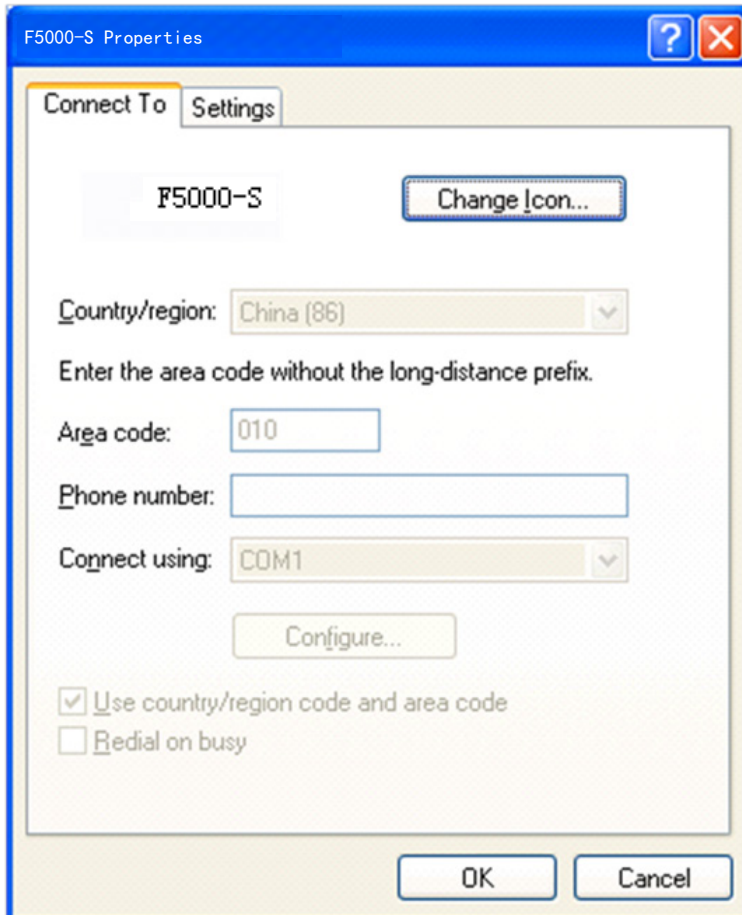 F5000-S Properties
Connect To Settings
F5000-S Change Icon...
Country/region: China (86)
Enter the area code without the long-distance prefix.
Area code: 010
Phone number:
Connect using: COM1
Configure...
Use country/region code and area code
Redial on busy
OK Cancel